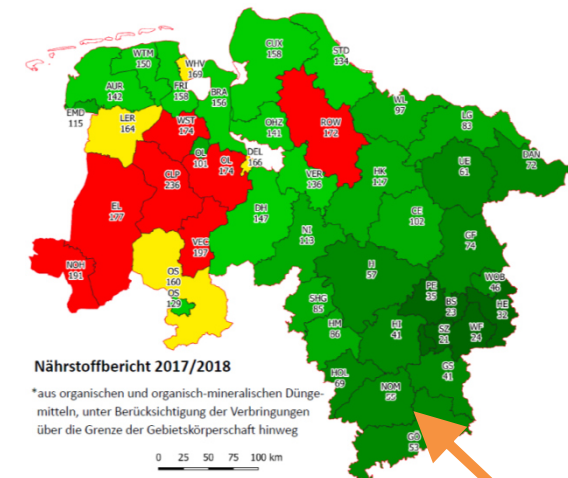 CUX
158
STD
134
WTM
150
WHV
169
AUR
142
FRI
158
BRA
156
EMD
115
LER
164
WST
174
OHZ
141
ROW
172
WL
97
LG
83
OL
101
OL
174
DEL
166
DAN
72
UE
61
CLP
236
VER
136
HK
117
EL
177
DH
147
CE
102
NI
113
GF
74
VEC
197
NOH
191
OS
160
OS
129
H
57
WOB
46
PE
35
BS
23
HE
32
SHG
85
HM
86
HI
41
SZ
21
WF
24
GS
41
HOL
69
NOM
55
GÖ
53
Nährstoffbericht 2017/2018
*aus organischen und organisch-mineralischen Dünge-
mitteln, unter Berücksichtigung der Verbringungen
über die Grenze der Gebietskörperschaft hinweg
0 25 50 75 100 km